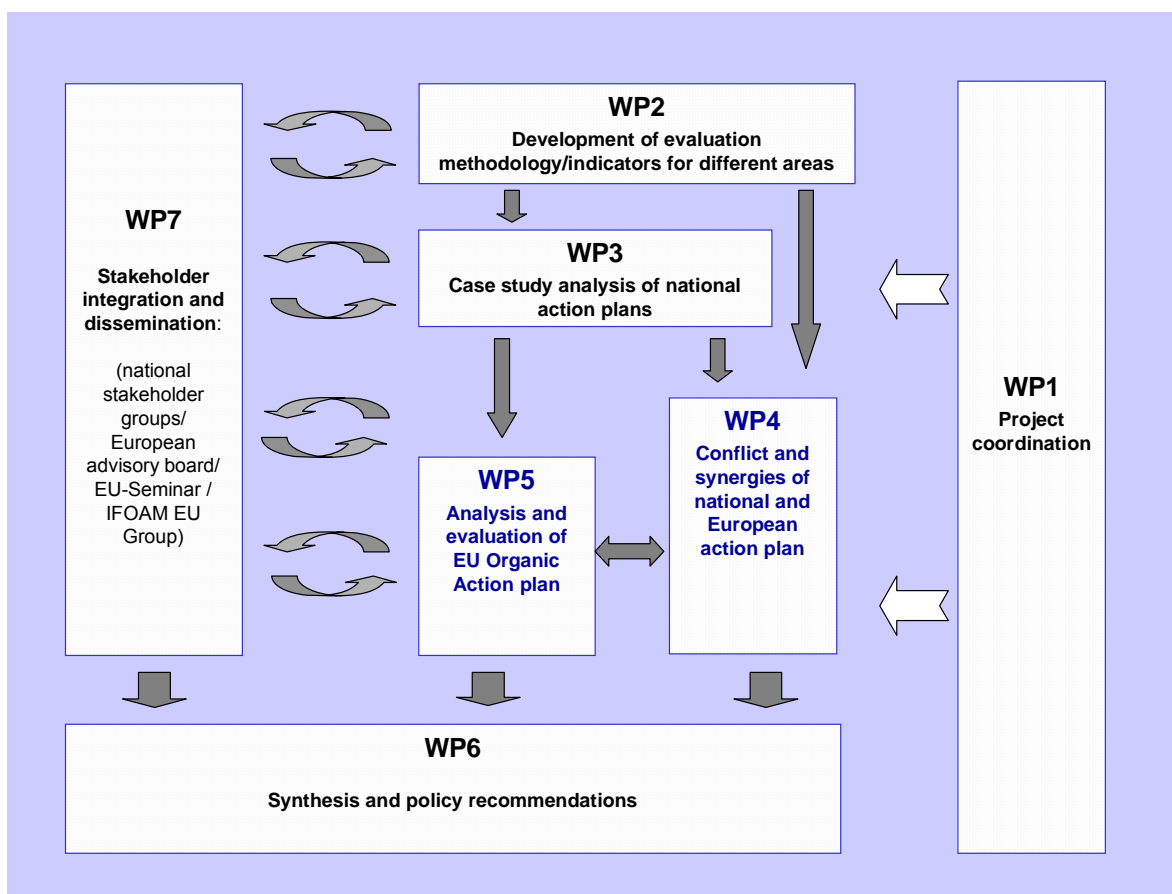 WP2
Development of evaluation
methodology/indicators for different areas
WP7
Stakeholder
integration and
dissemination:
(national
stakeholder
groups/
European
advisory board/
EU-Seminar /
IFOAM EU
Group)
WP3
Case study analysis of national
action plans
WP1
Project
coordination
WP4
Conflict and
synergies of
national and
European
action plan
WP5
Analysis and
evaluation of
EU Organic
Action plan
WP6
Synthesis and policy recommendations